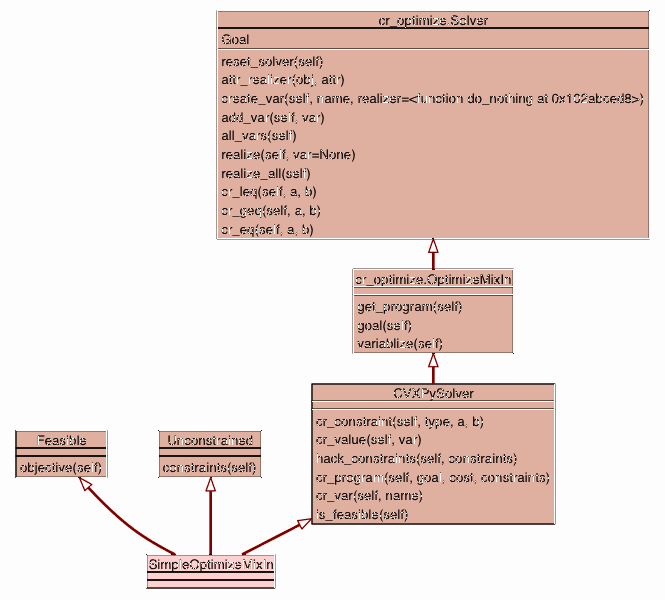 cr_optimize.Solver
Goal
reset_solver(self)
attr_realizer(obj, attr)
create_var(self, name, realizer=<function do_nothing at 0x102abced8>)
add_var(self, var)
all_vars(self)
realize(self, var=None)
realize_all(self)
cr_leq(self, a, b)
cr_geq(self, a, b)
cr_eq(self, a, b)
cr_optimize.OptimizeMixIn
get_program(self)
goal(self)
variablize(self)
CVXPySolver
cr_constraint(self, type, a, b)
cr_value(self, var)
hack_constraints(self, constraints)
cr_program(self, goal, cost, constraints)
cr_var(self, name)
is_feasible(self)
Feasible
objective(self)
Unconstrained
constraints(self)
SimpleOptimizeMixin